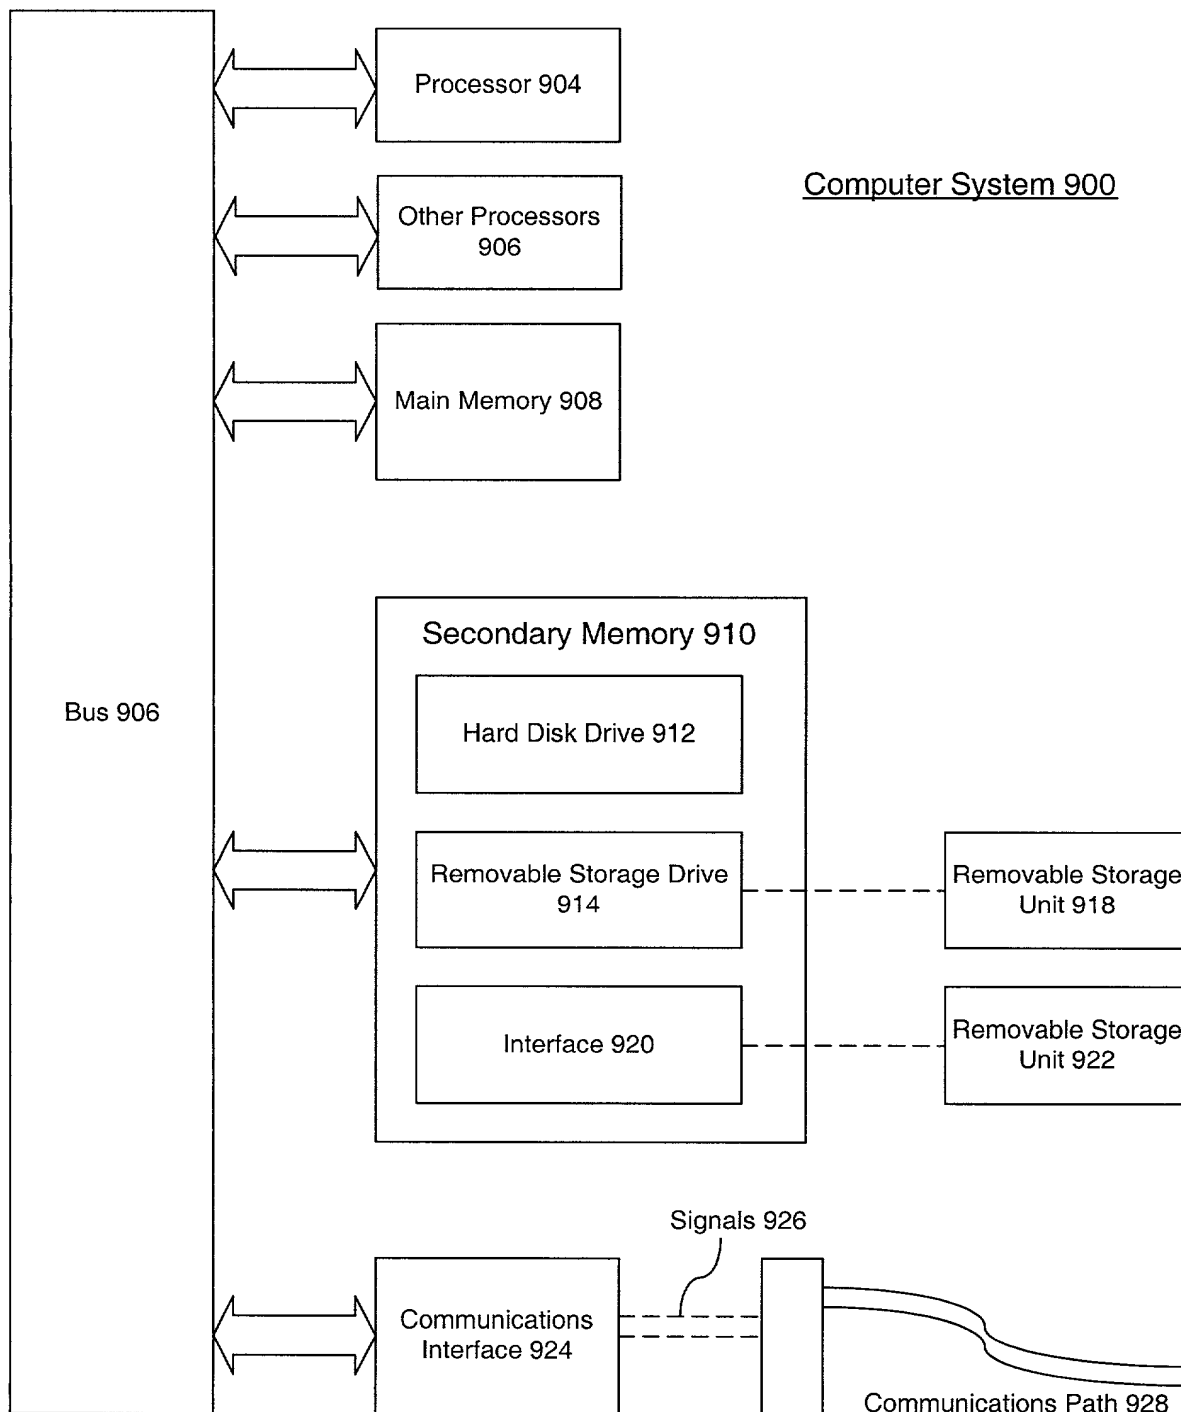 Processor 904
Computer System 900
Other Processors
906
Main Memory 908
Secondary Memory 910
Bus 906
Hard Disk Drive 912
Removable Storage Drive
914
Removable Storage
Unit 918
Interface 920
Removable Storage
Unit 922
Signals 926
Communications
Interface 924
Communications Path 928